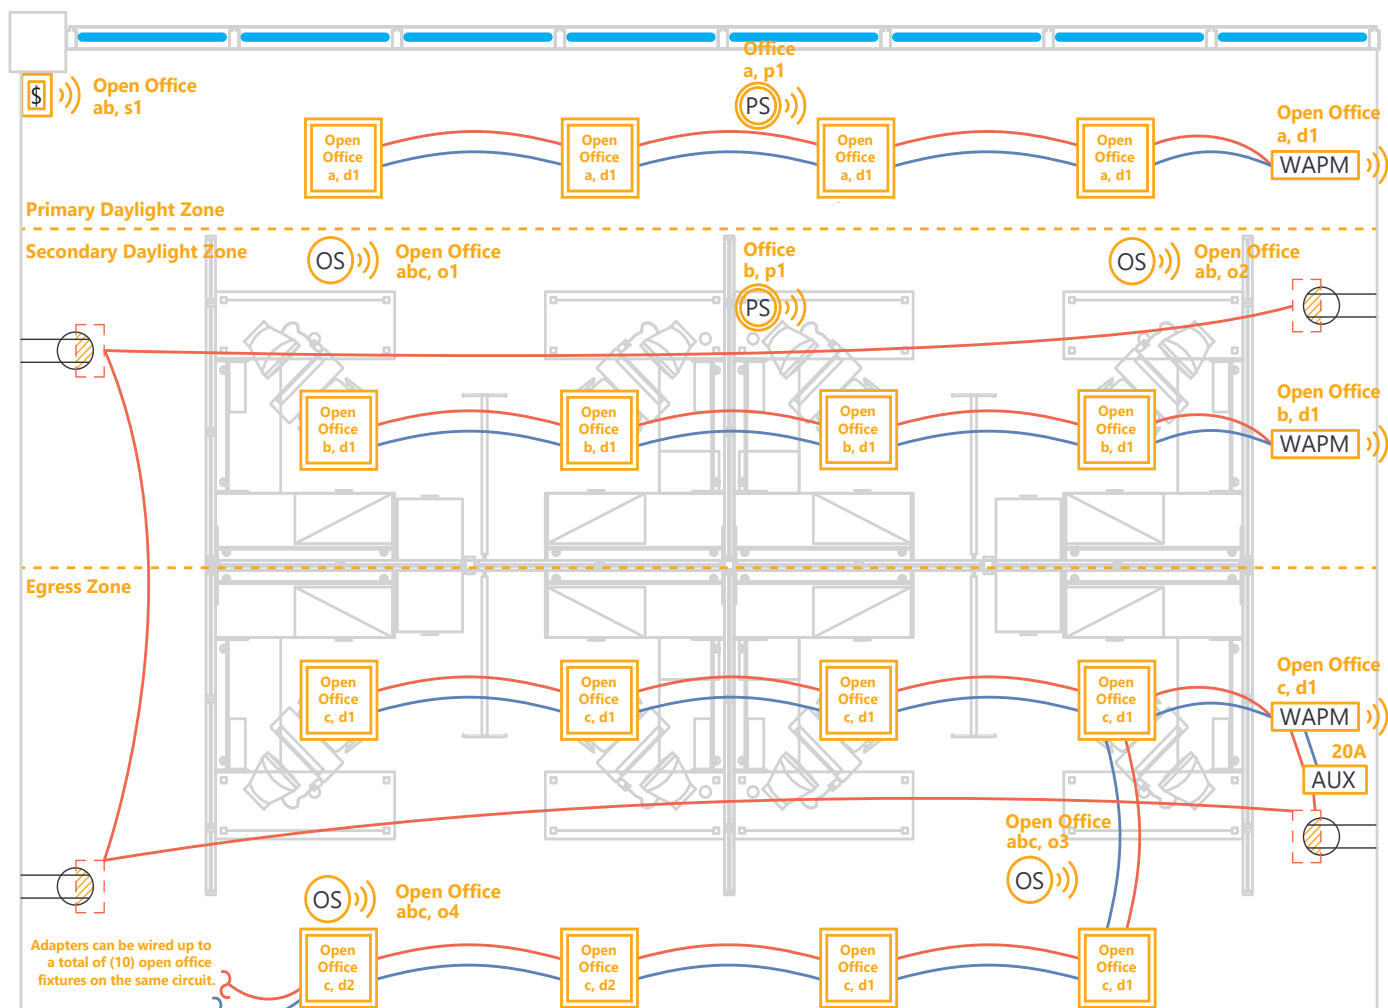 Office
a, p1
$
Open Office
ab, s1
PS
Open Office
a, d1
Open
Office
a, d1
Open
Office
a, d1
Open
Office
a, d1
Open
Office
a, d1
WAPM
Primary Daylight Zone
Secondary Daylight Zone
OS
Open Office
abc, o1
Office
b, p1
PS
OS
Open Office
ab, o2
Open Office
b, d1
Open
Office
b, d1
Open
Office
b, d1
Open
Office
b, d1
Open
Office
b, d1
WAPM
Egress Zone
Open Office
c, d1
Open
Office
c, d1
Open
Office
c, d1
Open
Office
c, d1
Open
Office
c, d1
WAPM
20A
AUX
Open Office
abc, o3
OS
OS
Open Office
abc, o4
Adapters can be wired up to
a total of (10) open office
fixtures on the same circuit.
Open
Office
c, d2
Open
Office
c, d2
Open
Office
c, d1
Open
Office
c, d1